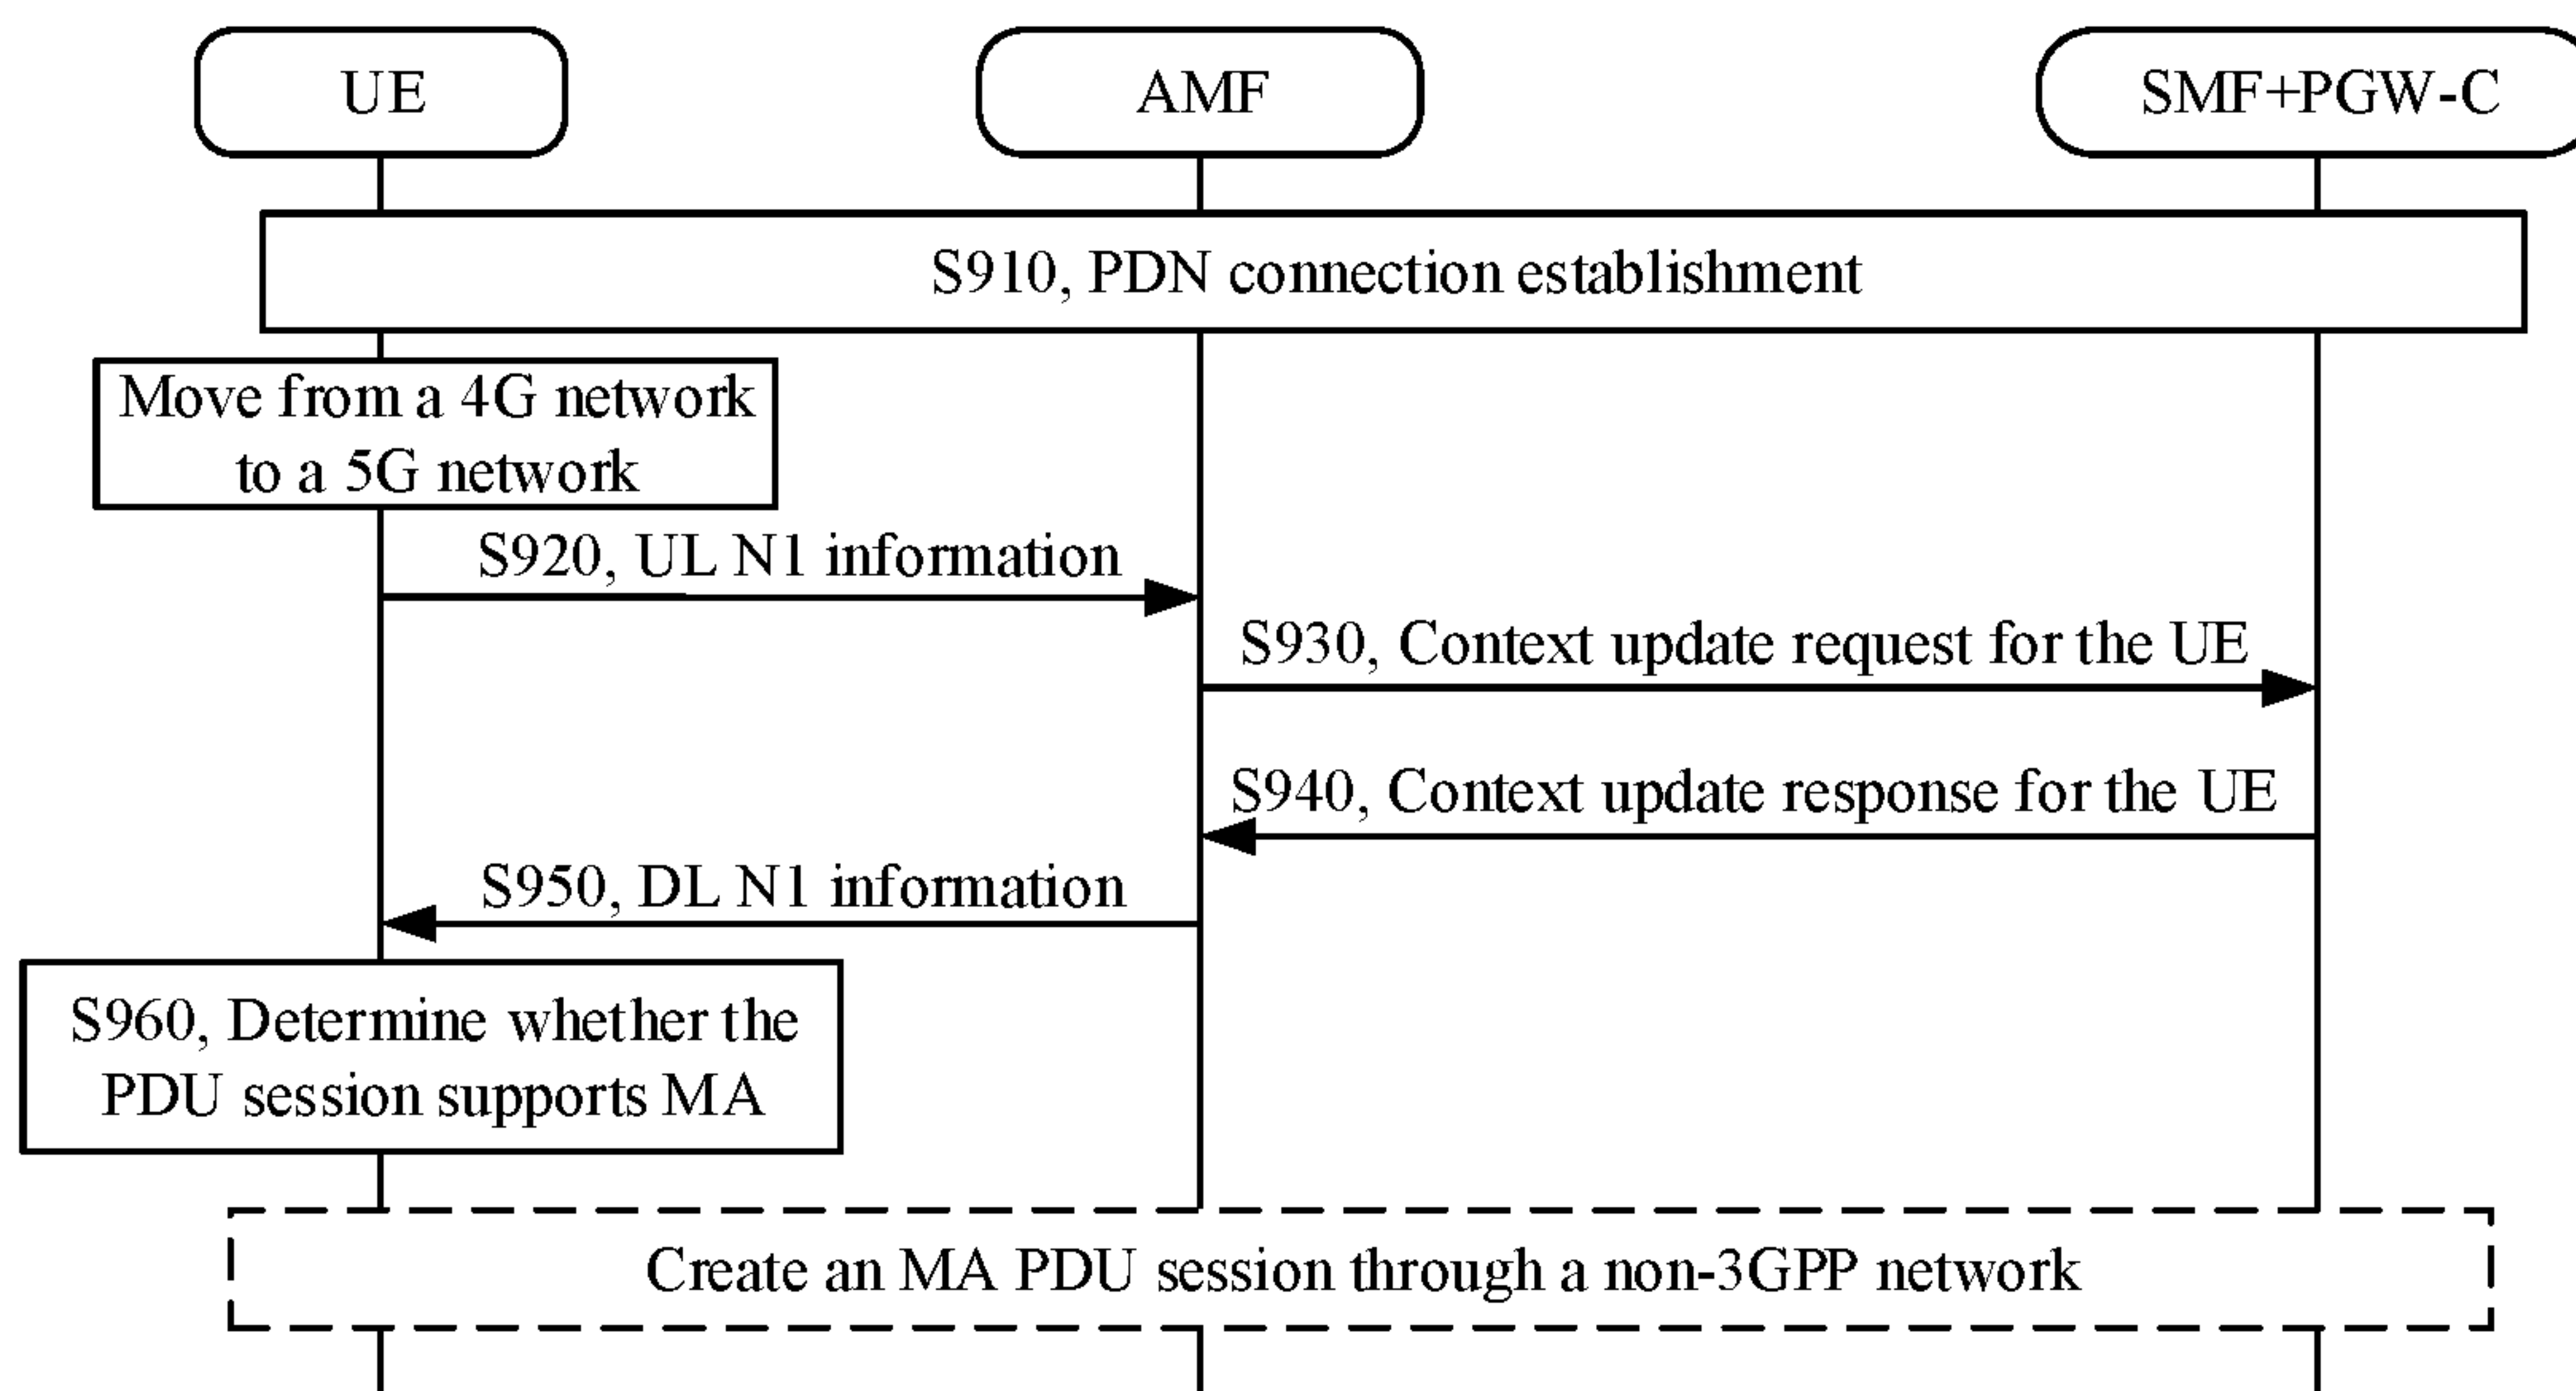 UE
AMF
SMF+PGW-C
S910, PDN connection establishment
Move from a 4G network
to a 5G network
S920, UL N1 information
S930, Context update request for the UE
S940, Context update response for the UE
S950, DL N1 information
S960, Determine whether the
PDU session supports MA
Create an MA PDU session through a non-3GPP network